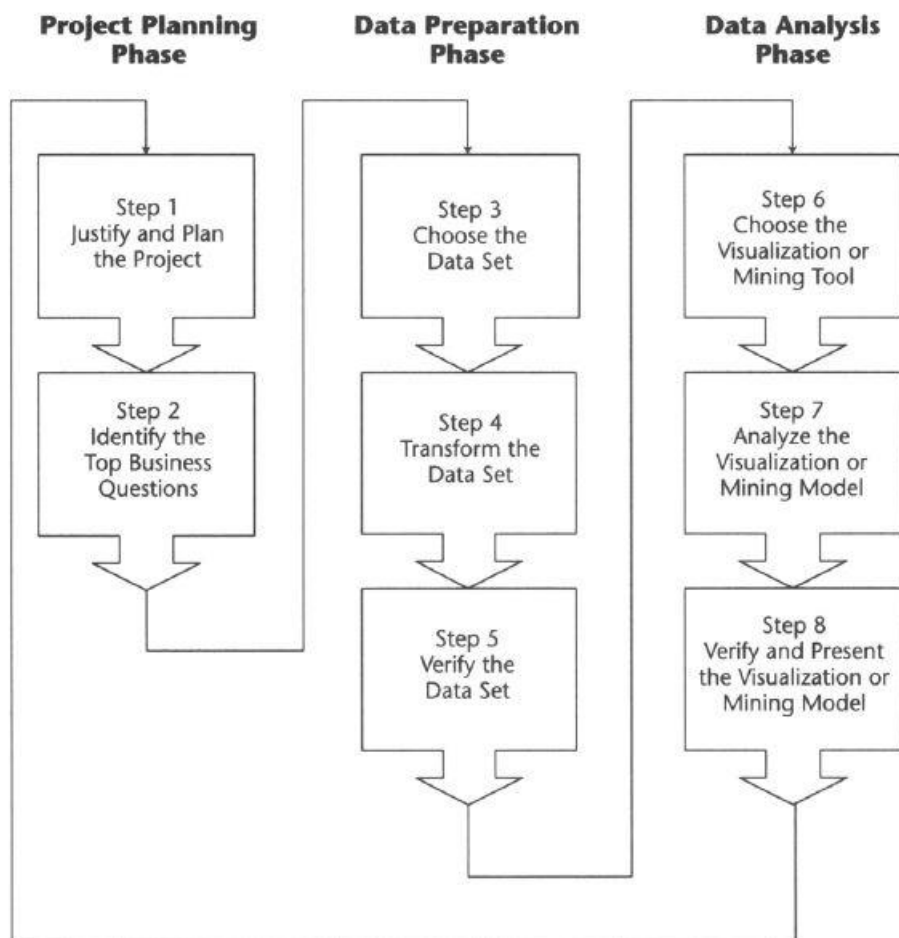 Project Planning
Phase
Data Preparation
Phase
Data Analysis
Phase
Step 1
Justify and Plan
the Project
Step 2
Identify the
Top Business
Questions
Step 3
Choose the
Data Set
Step 4
Transform the
Data Set
Step 5
Verify the
Data Set
Step 6
Choose the
Visualization or
Mining Tool
Step 7
Analyze the
Visualization or
Mining Model
Step 8
Verify and Present
the Visualization or
Mining Model